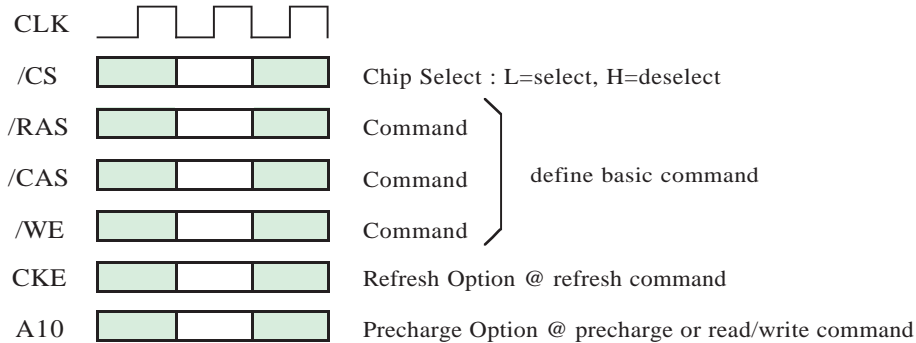 CLK
/CS Chip Select : L=select, H=deselect
/RAS Command
/CAS Command define basic command
/WE Command
CKE Refresh Option @ refresh command
A10 Precharge Option @ precharge or read/write command